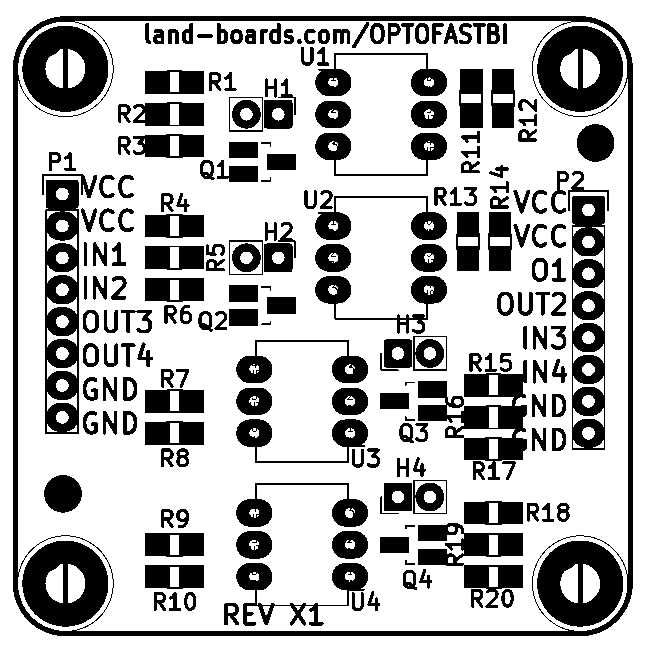 land-boards.com/OPTOFASTBI
U1
R1
H1
R2
R3
R11
R12
Q1
P1
VCC
R4
U2
R13
R14
P2
VCC
VCC
VCC
IN1
R5
H2
O1
IN2
OUT2
R6
Q2
OUT3
H3
IN3
OUT4
R15
IN4
R7
GND
R16
GND
GND
Q3
GND
R8
U3
H4
R17
R9
R18
R19
Q4
R10
REV X1
U4
R20